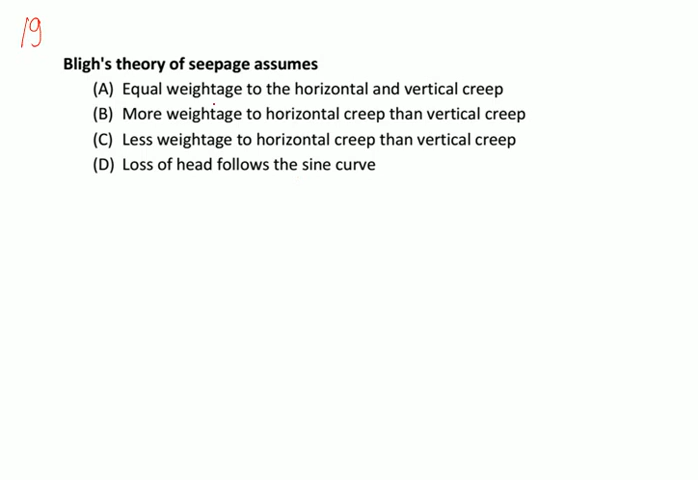 19
Bligh's theory of seepage assumes
(A) Equal weightage to the horizontal and vertical creep
(B) More weightage to horizontal creep than vertical creep
(C) Less weightage to horizontal creep than vertical creep
(D) Loss of head follows the sine curve